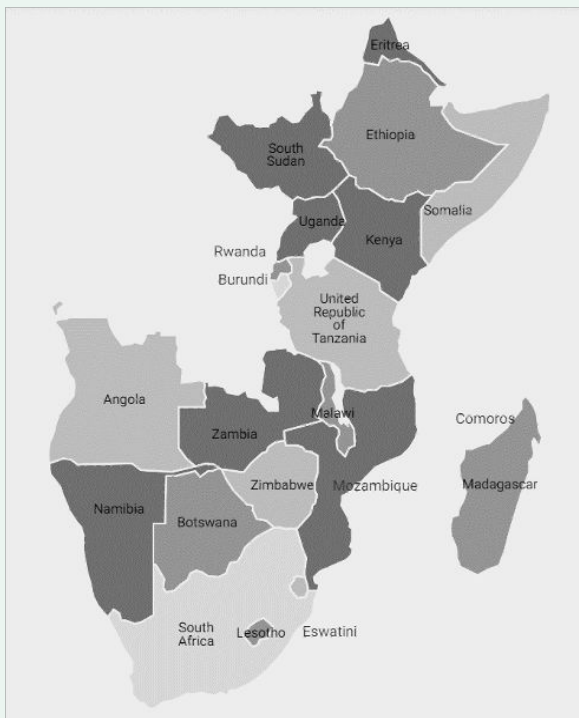 Eritrea
Ethiopia
South
Sudan
Somalia
Uganda
Kenya
Rwanda
Burundi
United
Republic
of
Tanzania
Angola
Malawi
Comoros
Zambia
Zimbabwe
Mozambique
Madagascar
Namibia
Botswana
South
Africa
Lesotho
Eswatini